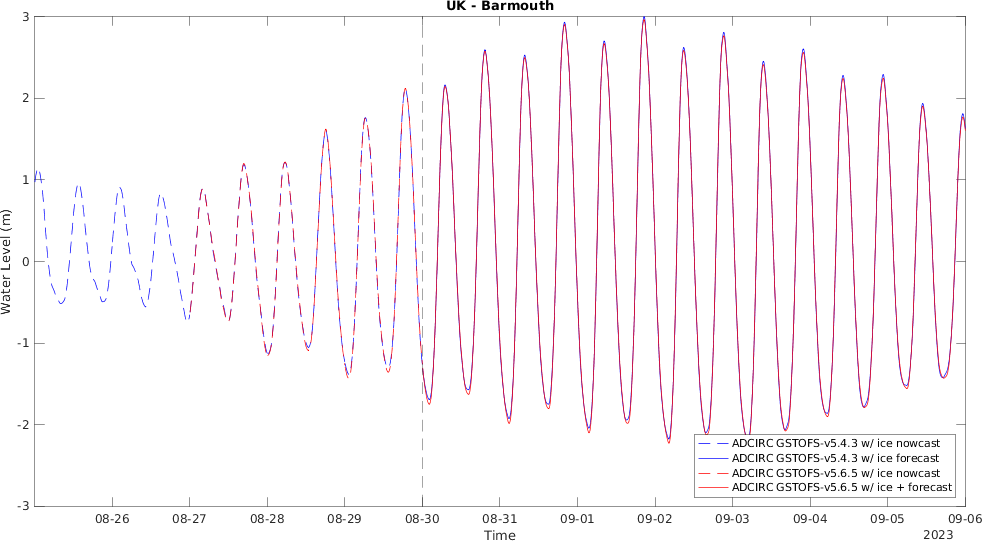 UK - Barmouth
Water Level (m)
3
2
1
0
-1
-2
-3
ADCIRC GSTOFS-v5.4.3 w/ ice nowcast
ADCIRC GSTOFS-v5.4.3 w/ ice forecast
ADCIRC GSTOFS-v5.6.5 w/ ice nowcast
ADCIRC GSTOFS-v5.6.5 w/ ice + forecast
08-26 08-27 08-28 08-29 08-30 08-31 09-01 09-02 09-03 09-04 09-05 09-06
Time
2023